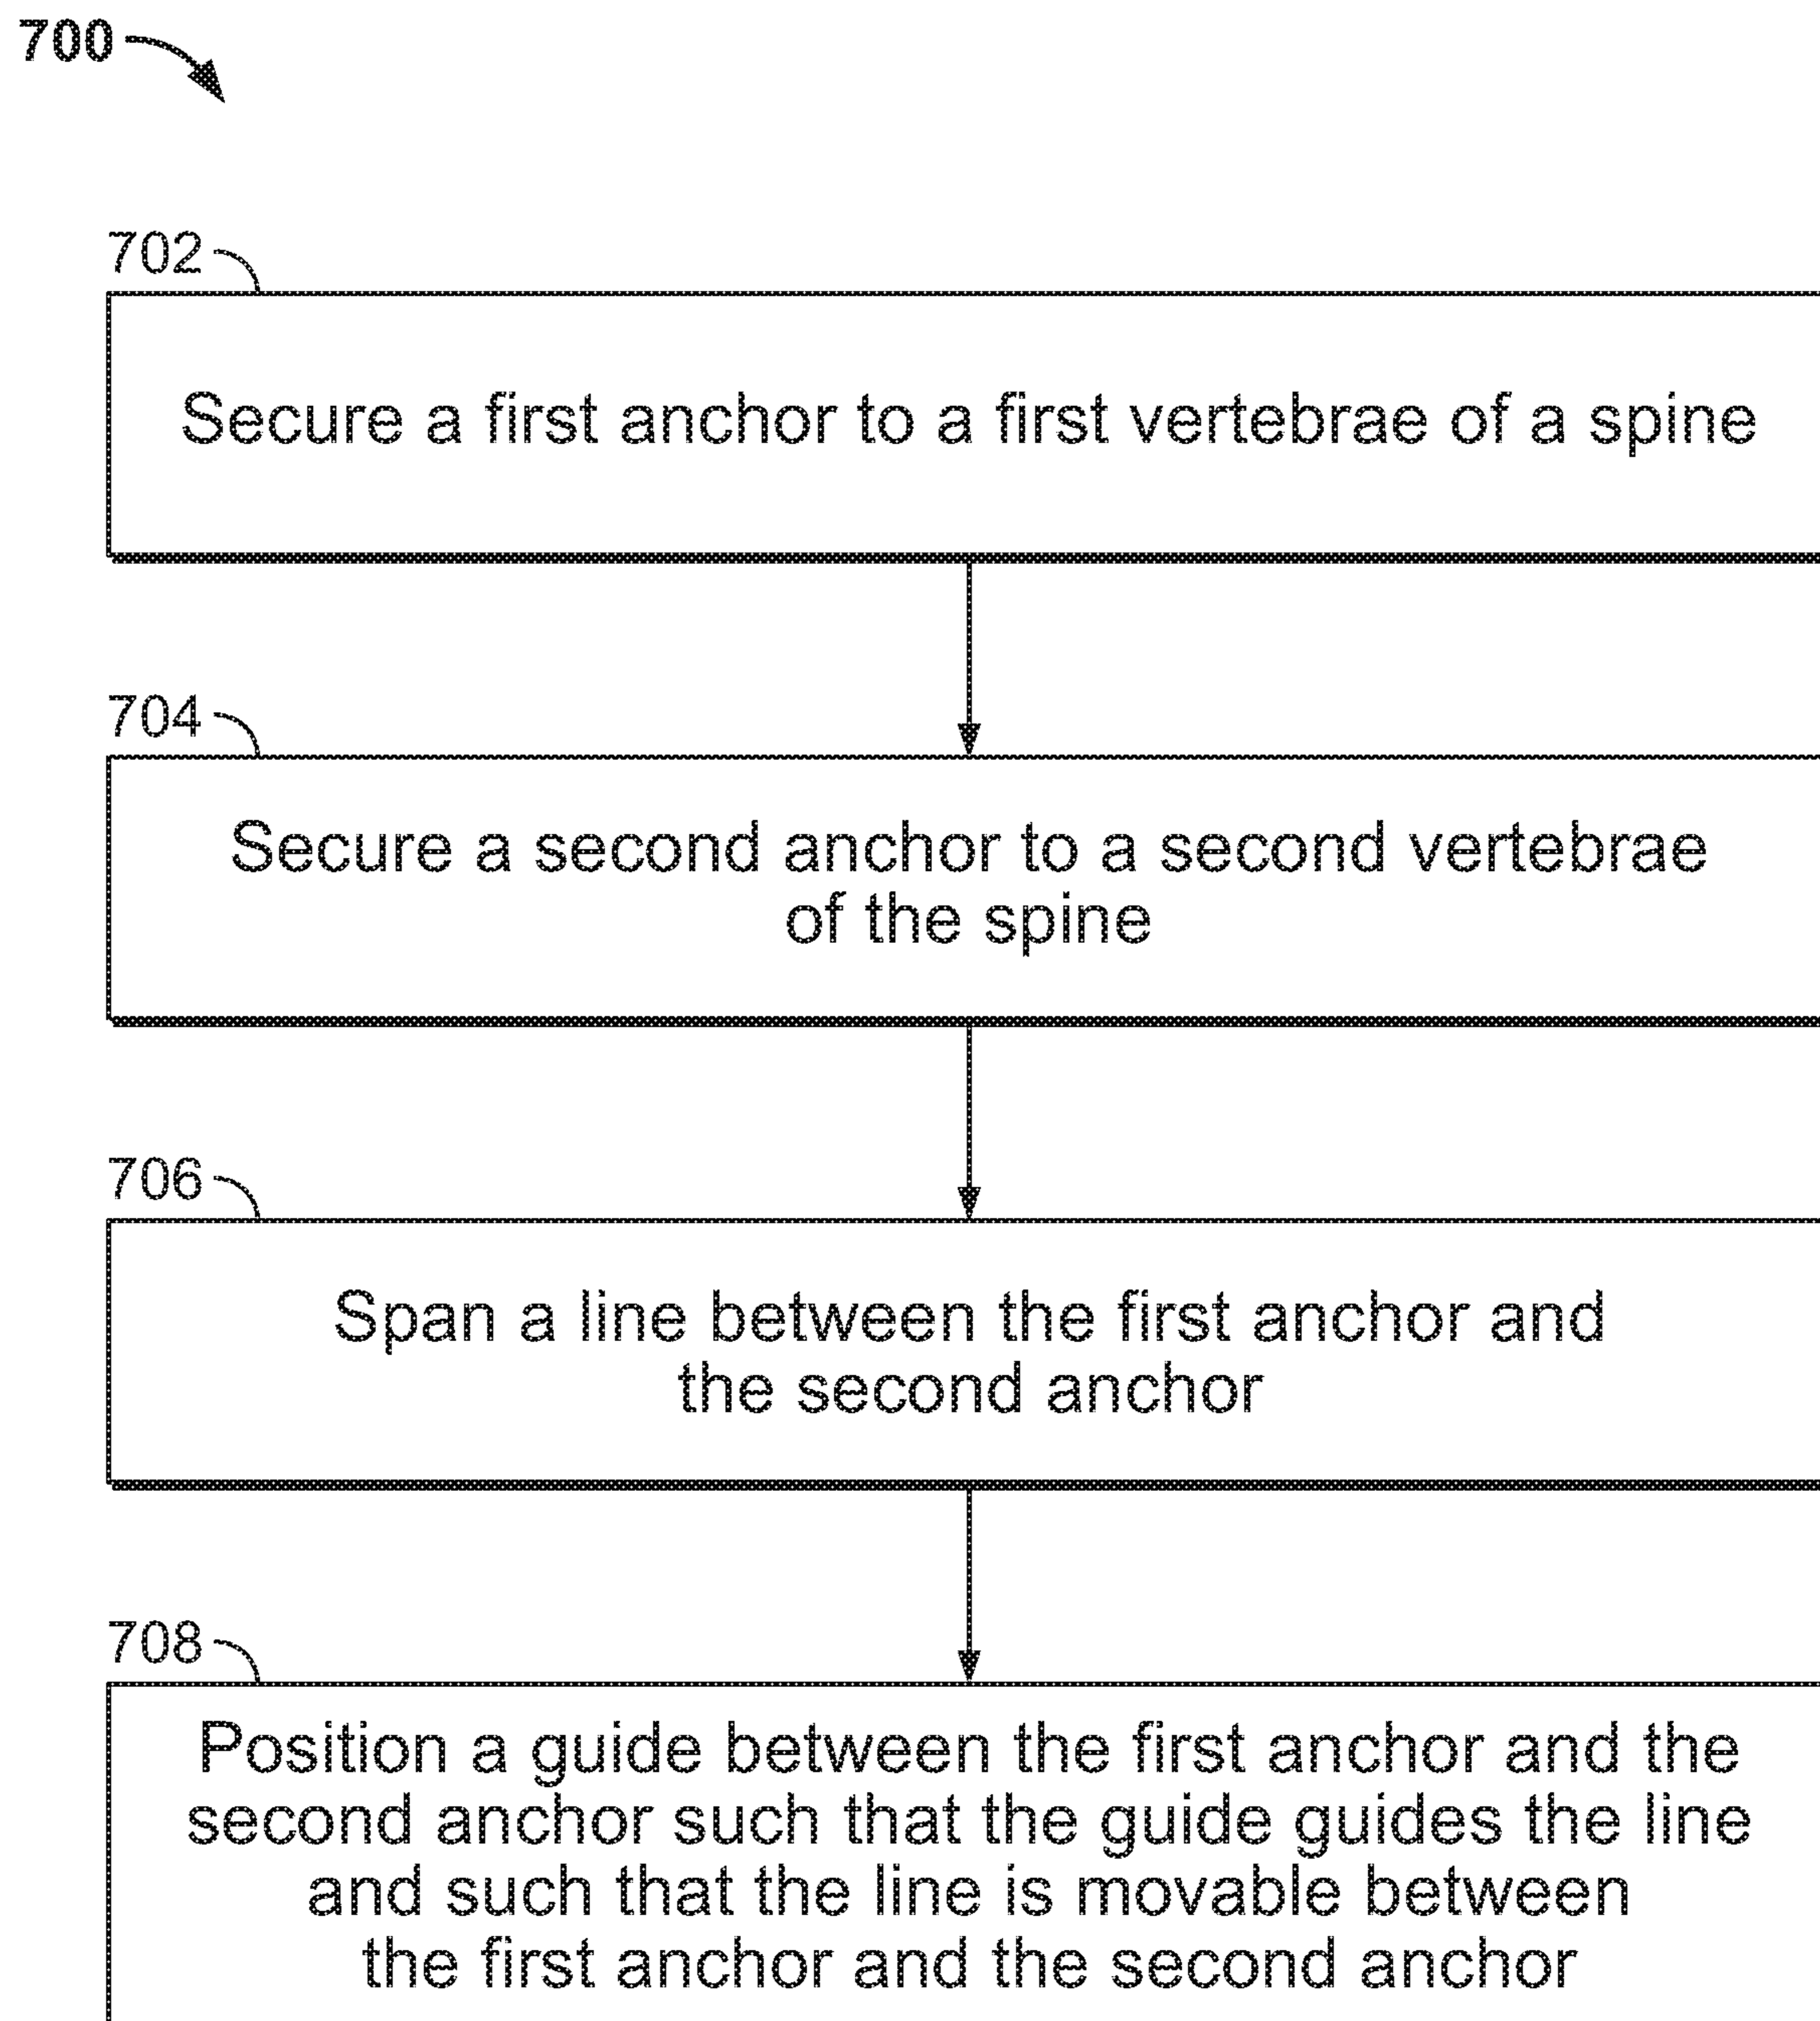 700
702
Secure a first anchor to a first vertebrae of a spine
704
Secure a second anchor to a second vertebrae
of the spine
706
Span a line between the first anchor and
the second anchor
708
Position a guide between the first anchor and the
second anchor such that the guide guides the line
and such that the line is movable between
the first anchor and the second anchor